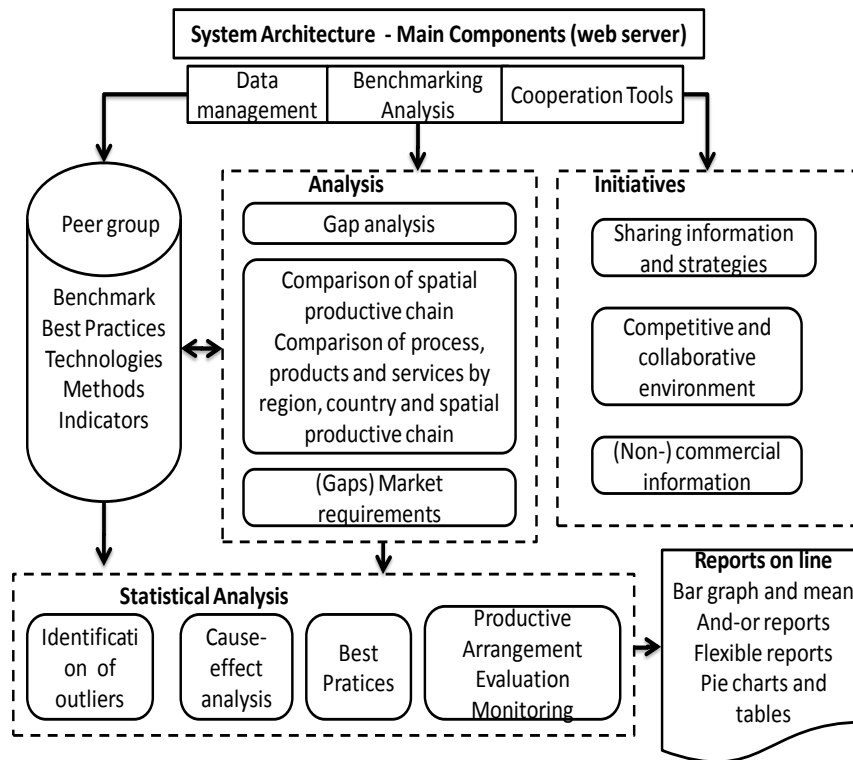 System Architecture - Main Components (web server)
Data
management
Benchmarking
Analysis
Cooperation Tools
Peer group
Benchmark
Best Practices
Technologies
Methods
Indicators
Analysis
Gap analysis
Comparison of spatial
productive chain
Comparison of process,
products and services by
region, country and spatial
productive chain
(Gaps) Market
requirements
Initiatives
Sharing information
and strategies
Competitive and
collaborative
environment
(Non-) commercial
information
Statistical Analysis
Identificati
on of
outliers
Cause-
effect
analysis
Best
Pratices
Productive
Arrangement
Evaluation
Monitoring
Reports on line
Bar graph and mean
And-or reports
Flexible reports
Pie charts and
tables